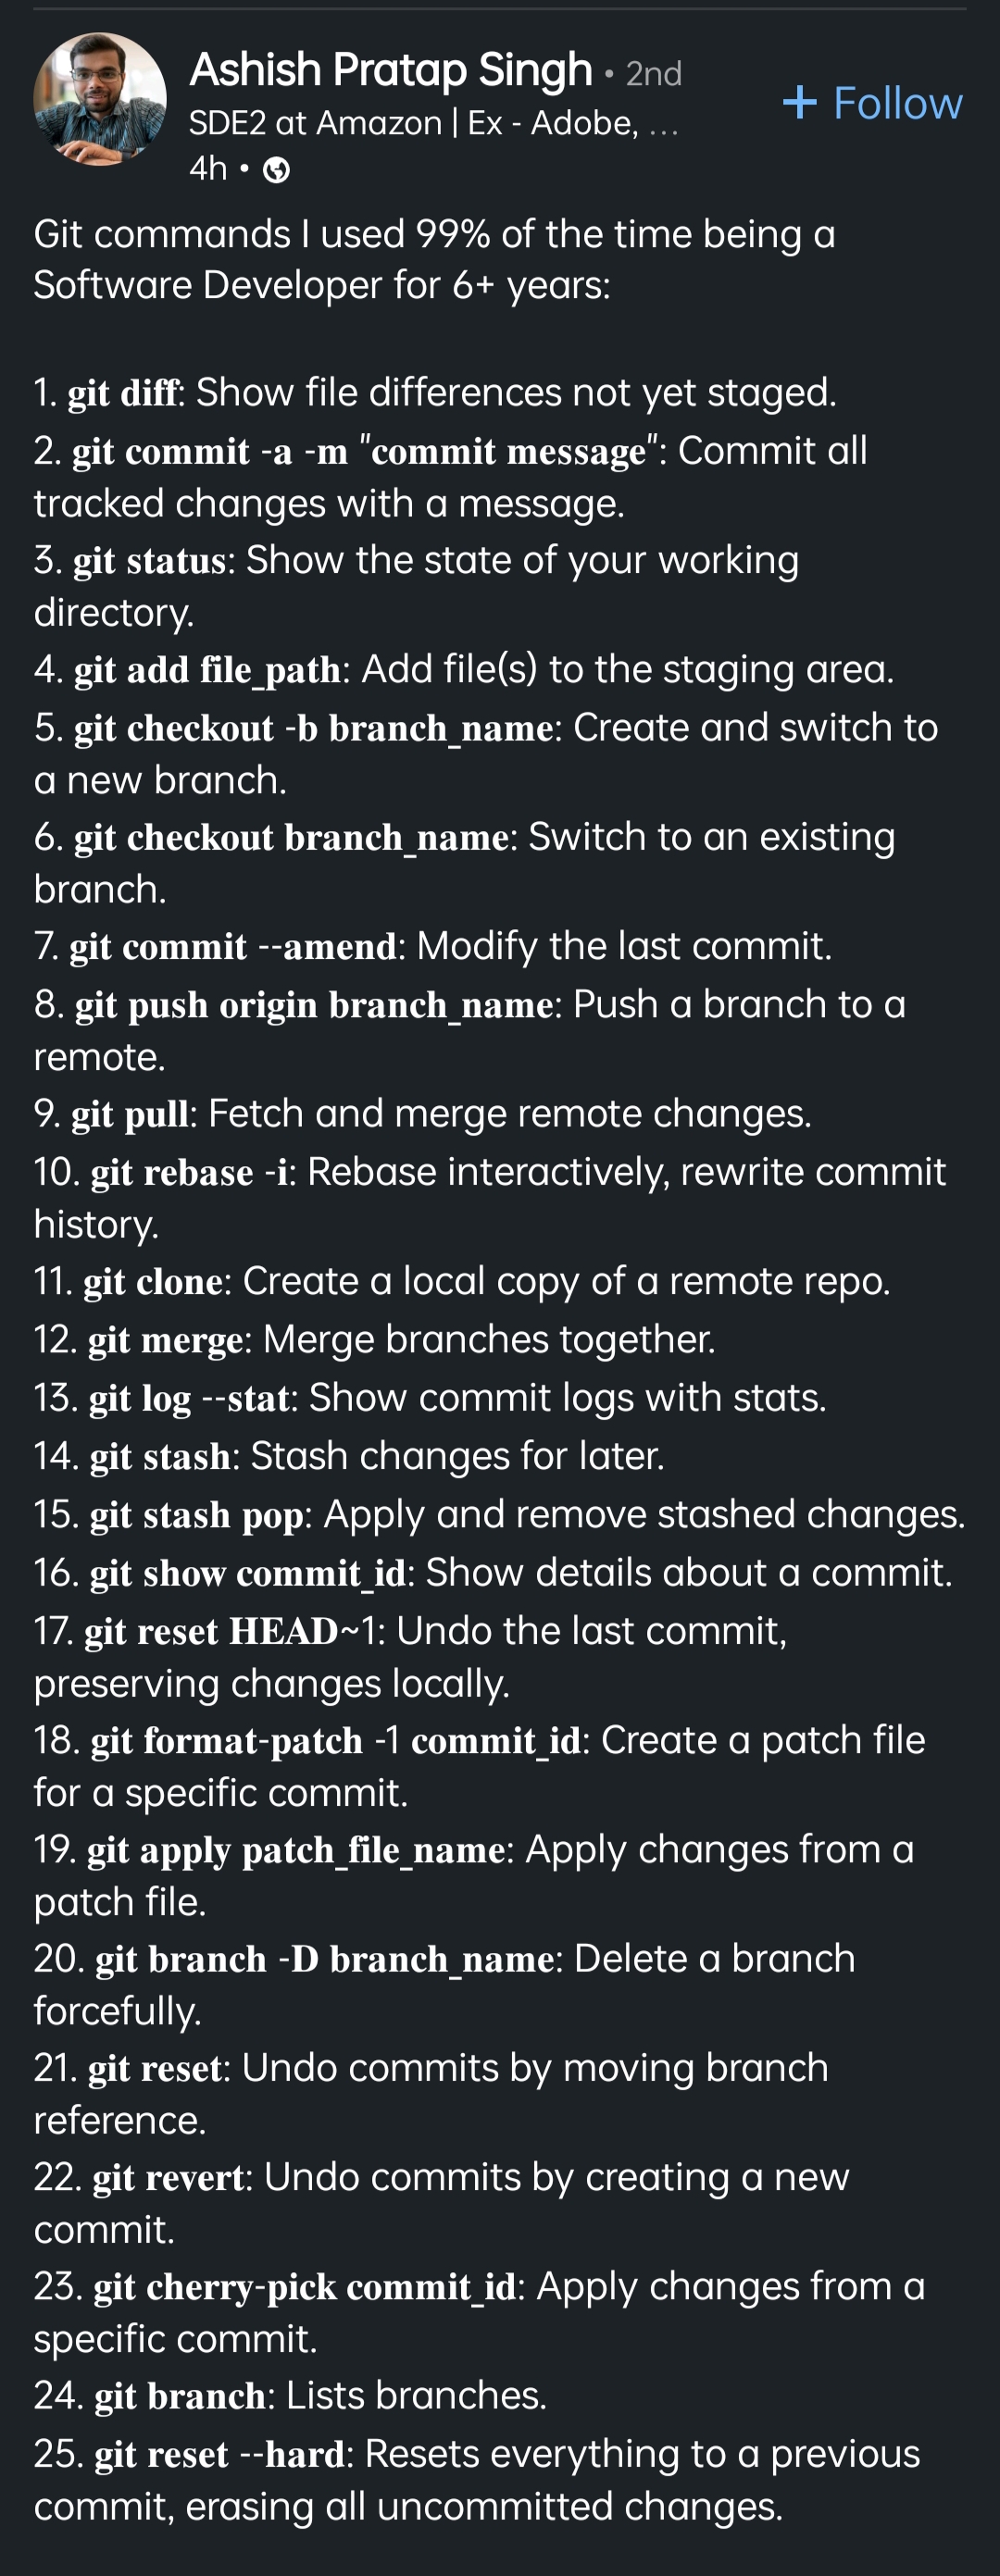 Ashish Pratap Singh • 2nd
SDE2 at Amazon | Ex - Adobe, ...
4h •
+ Follow
Git commands I used 99% of the time being a
Software Developer for 6+ years:
1. git diff: Show file differences not yet staged.
2. git commit -a -m "commit message": Commit all
tracked changes with a message.
3. git status: Show the state of your working
directory.
4. git add file_path: Add file(s) to the staging area.
5. git checkout -b branch_name: Create and switch to
a new branch.
6. git checkout branch_name: Switch to an existing
branch.
7. git commit --amend: Modify the last commit.
8. git push origin branch_name: Push a branch to a
remote.
9. git pull: Fetch and merge remote changes.
10. git rebase -i: Rebase interactively, rewrite commit
history.
11. git clone: Create a local copy of a remote repo.
12. git merge: Merge branches together.
13. git log --stat: Show commit logs with stats.
14. git stash: Stash changes for later.
15. git stash pop: Apply and remove stashed changes.
16. git show commit_id: Show details about a commit.
17. git reset HEAD~1: Undo the last commit,
preserving changes locally.
18. git format-patch -1 commit_id: Create a patch file
for a specific commit.
19. git apply patch_file_name: Apply changes from a
patch file.
20. git branch -D branch_name: Delete a branch
forcefully.
21. git reset: Undo commits by moving branch
reference.
22. git revert: Undo commits by creating a new
commit.
23. git cherry-pick commit_id: Apply changes from a
specific commit.
24. git branch: Lists branches.
25. git reset --hard: Resets everything to a previous
commit, erasing all uncommitted changes.